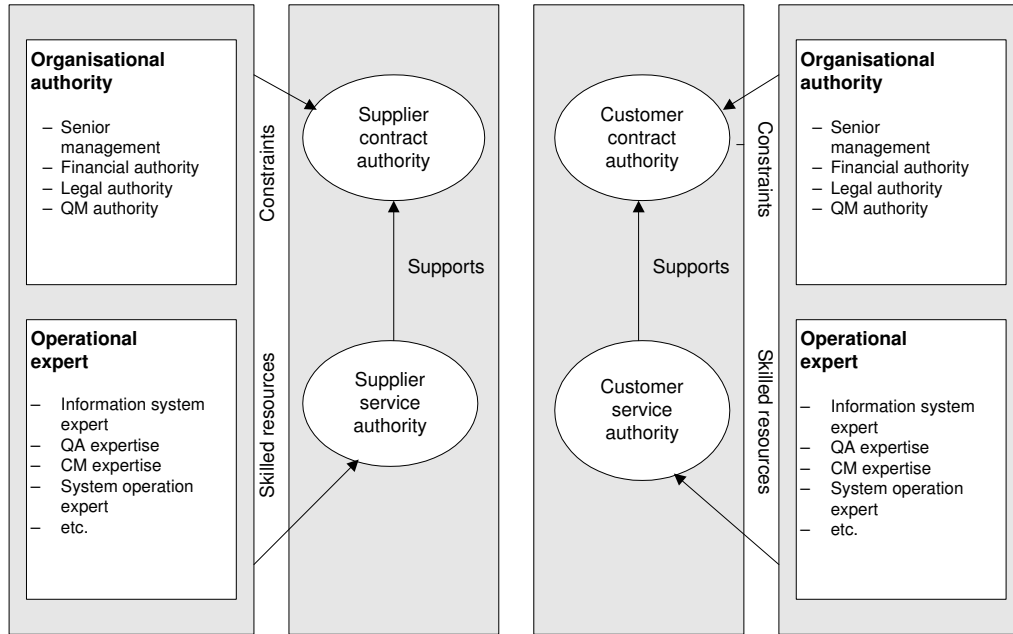 Organisational
authority
– Senior
management
– Financial authority
– Legal authority
– QM authority
Operational
expert
– Information system
expert
– QA expertise
– CM expertise
– System operation
expert
– etc.
Constraints
Skilled resources
Supplier
contract
authority
Supports
Supplier
service
authority
Customer
contract
authority
Supports
Customer
service
authority
Constraints
Skilled resources
Organisational
authority
– Senior
management
– Financial authority
– Legal authority
– QM authority
Operational
expert
– Information system
expert
– QA expertise
– CM expertise
– System operation
expert
– etc.